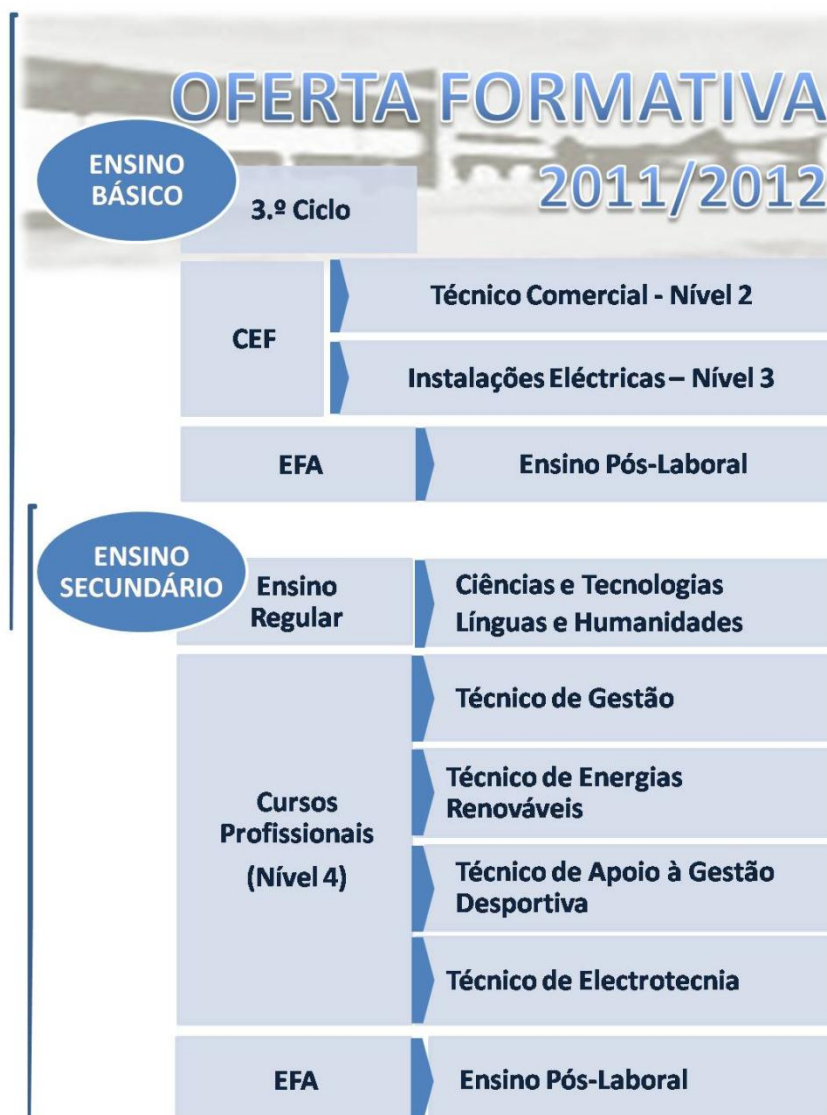 OFERTA FORMATIVA
2011/2012
ENSINO
BÁSICO
3.º Ciclo
CEF
Técnico Comercial - Nível 2
Instalações Eléctricas – Nível 3
EFA
Ensino Pós-Laboral
ENSINO
SECUNDÁRIO
Ensino
Regular
Ciências e Tecnologias
Línguas e Humanidades
Cursos
Profissionais
(Nível 4)
Técnico de Gestão
Técnico de Energias
Renováveis
Técnico de Apoio à Gestão
Desportiva
Técnico de Electrotecnia
EFA
Ensino Pós-Laboral